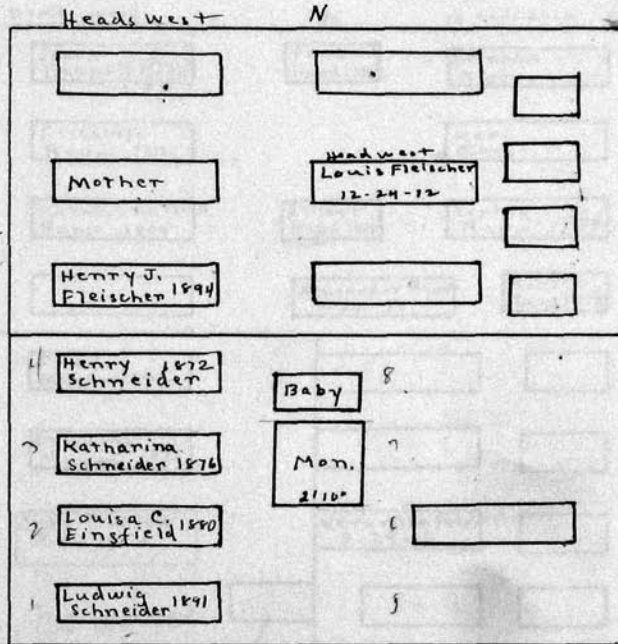 Heads west
N
Mother
Head west
Louis Fleischer
12-24-12
Henry J.
Fleischer 1894
4
Henry 1872
Schneider
Baby
8
3
Katharina
Schneider 1876
Mon.
2'10"
7
2
Louisa C. 1880
Einsfield
6
1
Ludwig 1891
Schneider
5